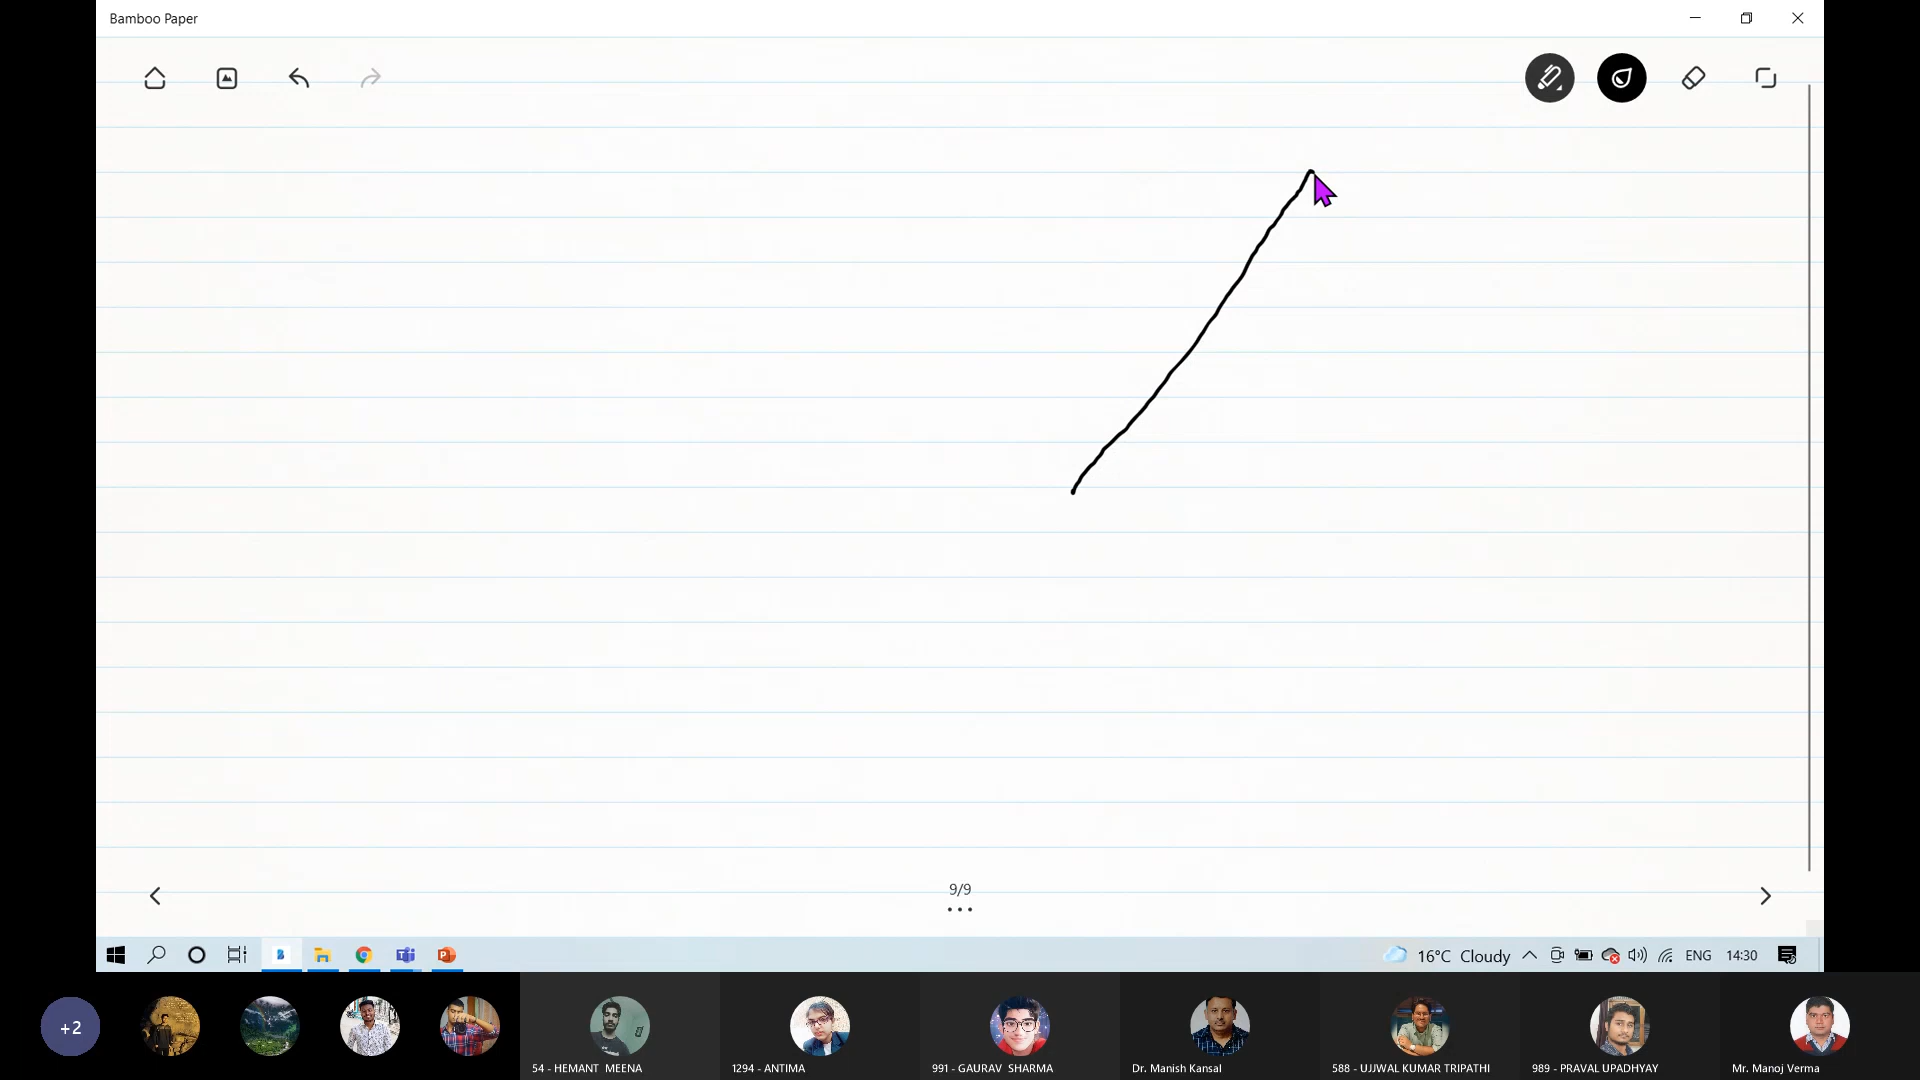 Bamboo Paper
9/9
16°C Cloudy
ENG
14:30
+2
54 - HEMANT MEENA
1294 - ANTIMA
991 - GAURAV SHARMA
Dr. Manish Kansal
588 - UJJWAL KUMAR TRIPATHI
989 - PRAVAL UPADHYAY
Mr. Manoj Verma